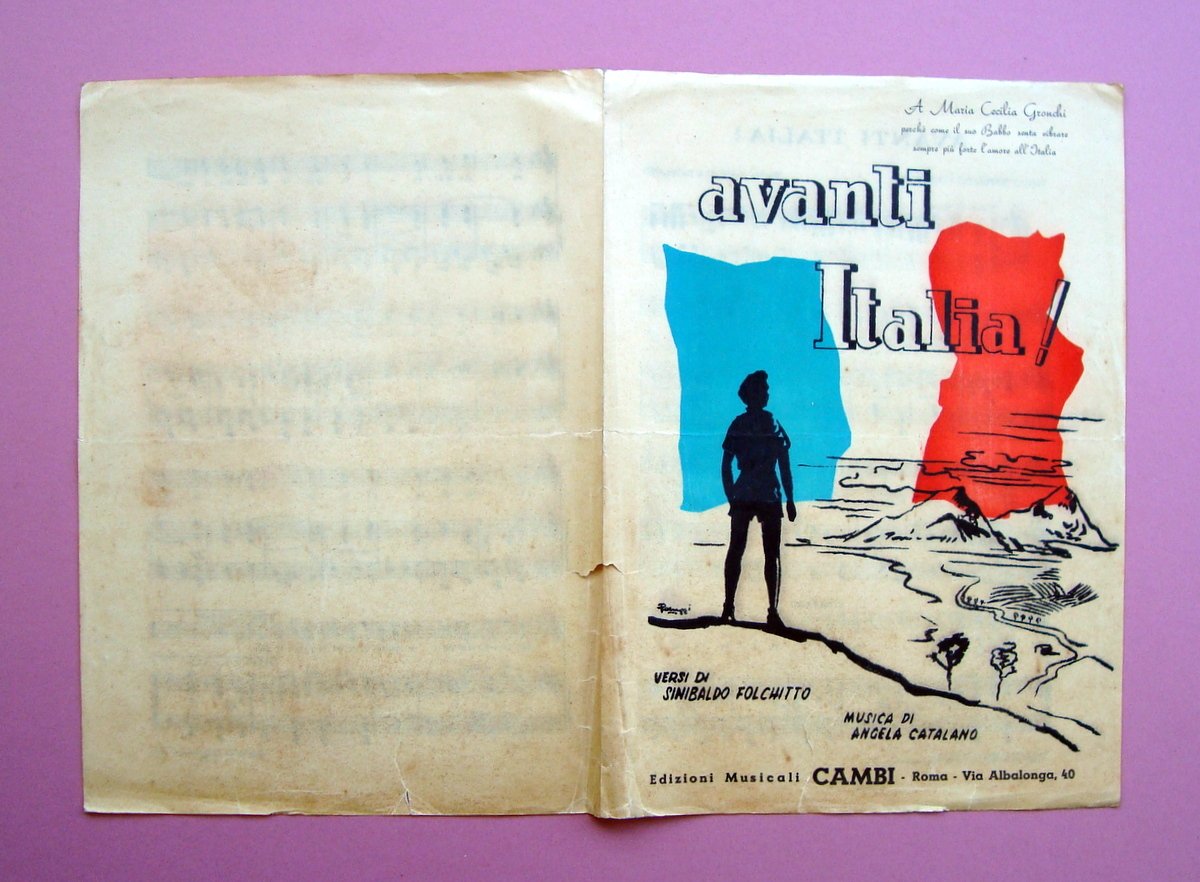 A Maria Cecilia Gronchi
perchè come il suo Babbo senta vibrare
sempre più forte l'amore all'Italia
avanti
Italia!
VERSI DI
SINIBALDO FOLCHITTO
MUSICA DI
ANGELA CATALANO
Edizioni Musicali CAMBI - Roma - Via Albalonga, 40